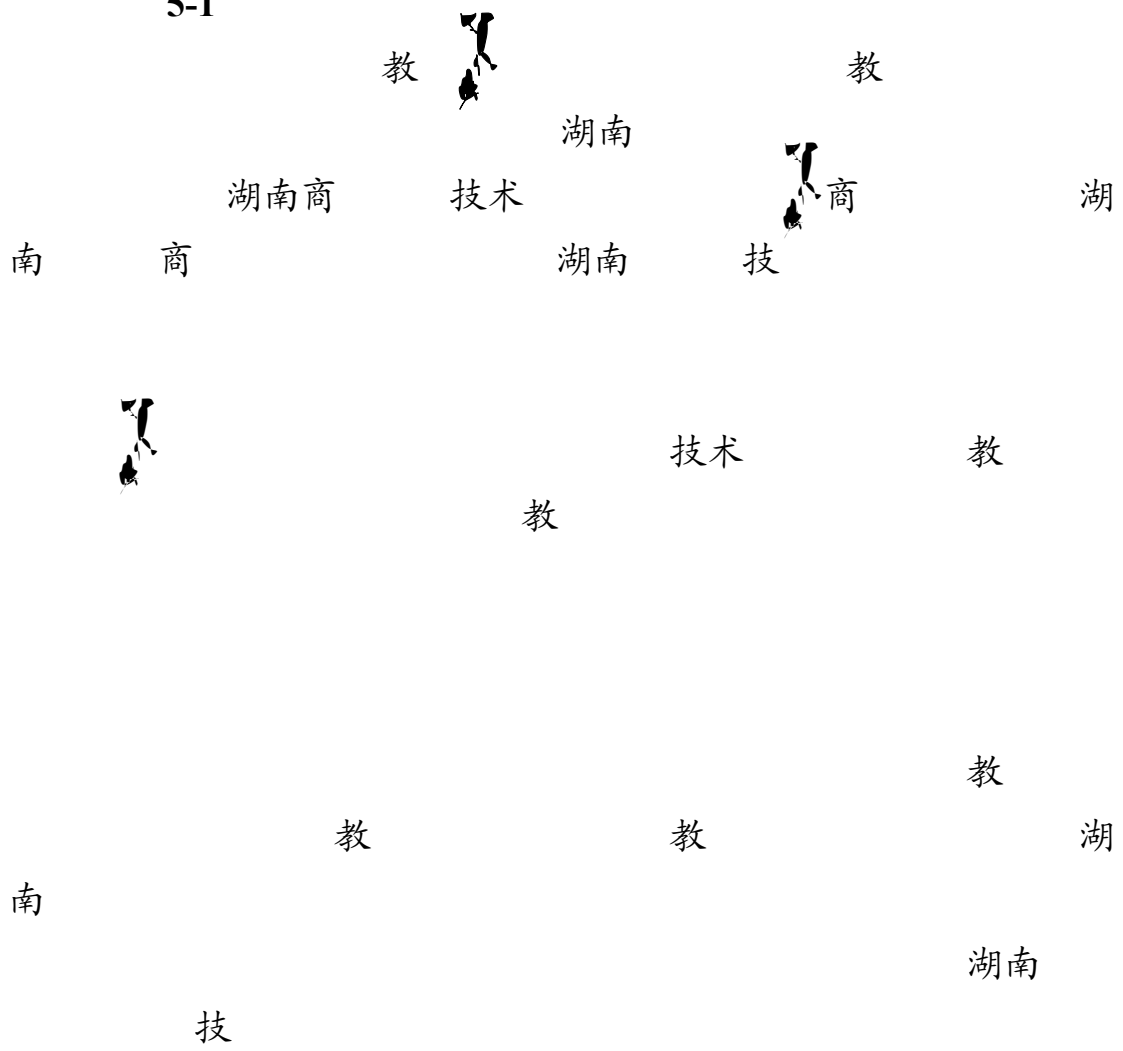 5-1
教 教
湖南
湖南商 技术 商 湖
南 商 湖南 技
技术 教
教
教
教 教 湖
南
湖南
技